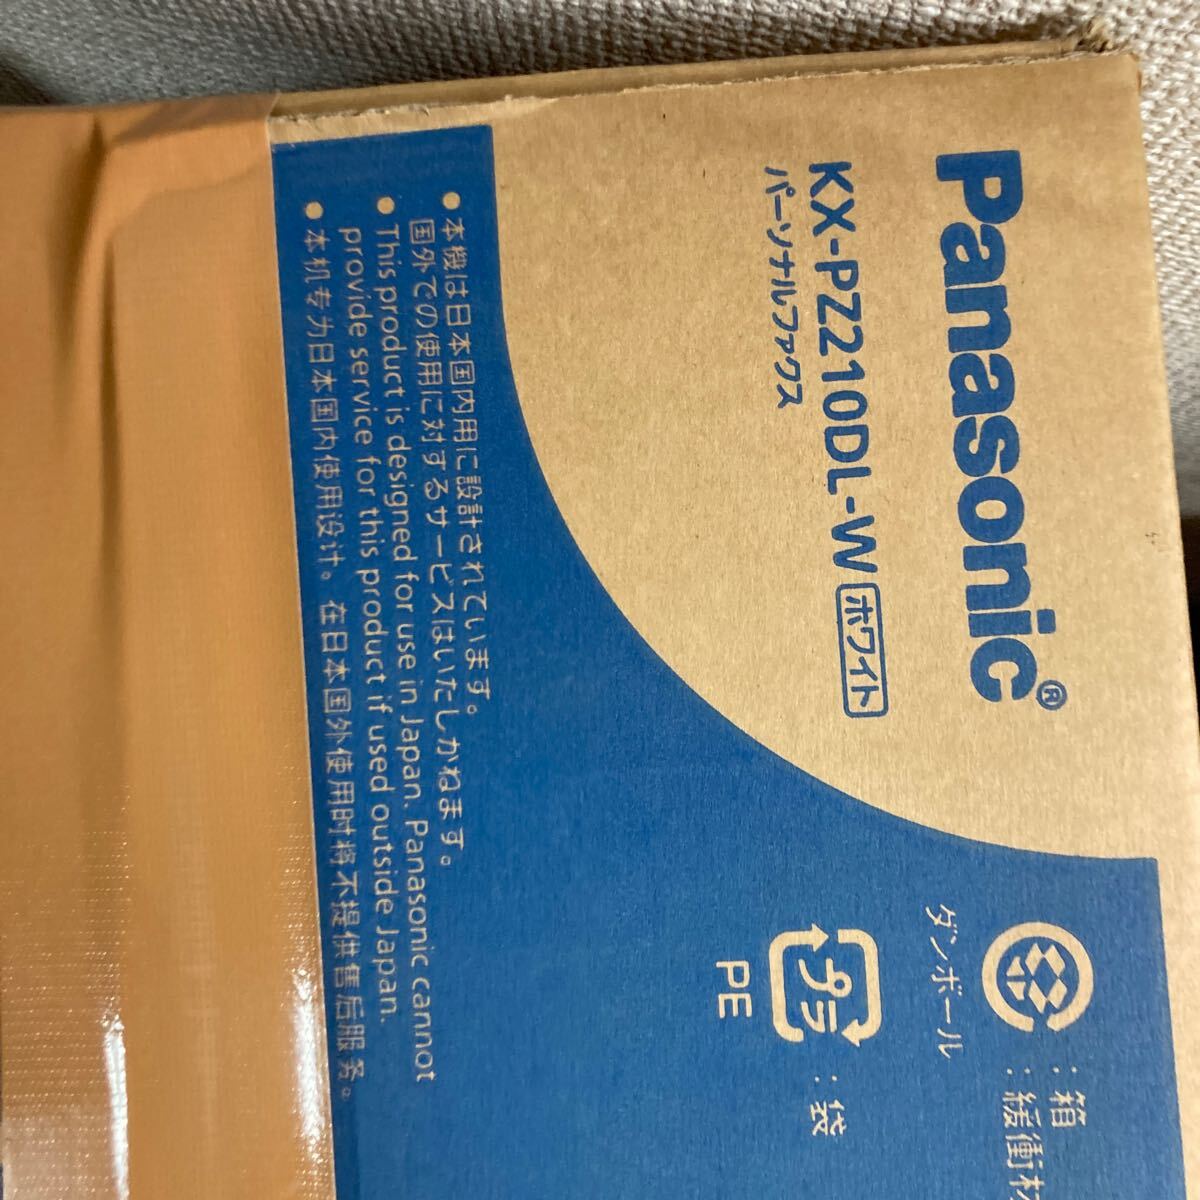 Panasonic®
KX-PZ210DL-W ホワイト
パーソナルファクス
● 本機は日本国内用に設計されています。
国外での使用に対するサービスはいたしかねます。
● This product is designed for use in Japan. Panasonic cannot
provide service for this product if used outside Japan.
● 本机专为日本国内使用设计。在日本国外使用时将不提供售后服务。
ダンボール
：箱
：緩衝材
プラ
PE
：袋